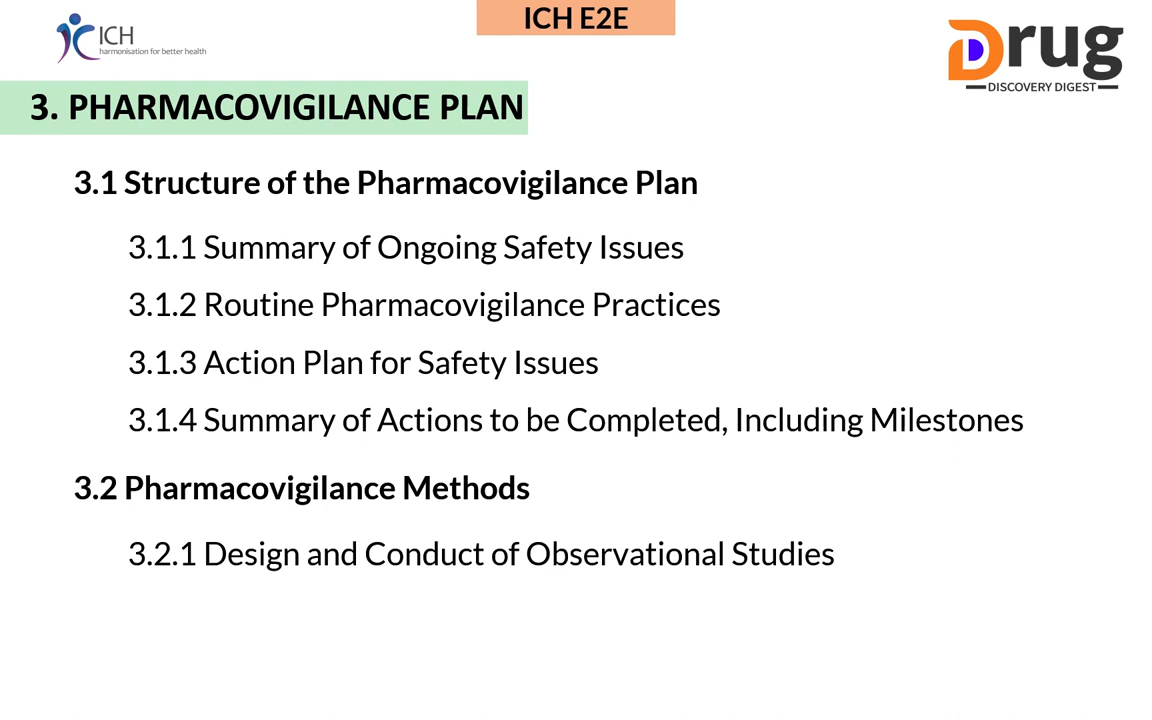 ICH E2E
ICH
harmonisation for better health
Drug
DISCOVERY DIGEST
3. PHARMACOVIGILANCE PLAN
3.1 Structure of the Pharmacovigilance Plan
3.1.1 Summary of Ongoing Safety Issues
3.1.2 Routine Pharmacovigilance Practices
3.1.3 Action Plan for Safety Issues
3.1.4 Summary of Actions to be Completed, Including Milestones
3.2 Pharmacovigilance Methods
3.2.1 Design and Conduct of Observational Studies